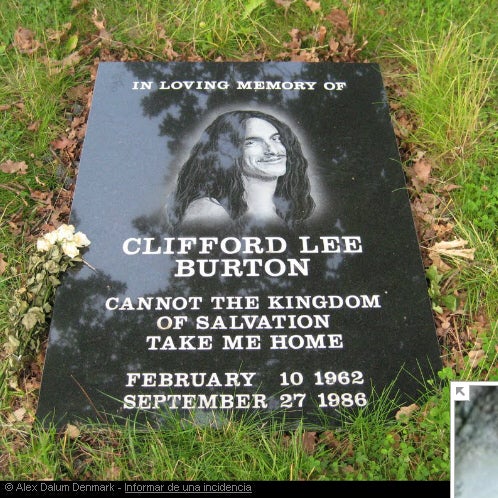 IN LOVING MEMORY OF
CLIFFORD LEE
BURTON
CANNOT THE KINGDOM
OF SALVATION
TAKE ME HOME
FEBRUARY 10 1962
SEPTEMBER 27 1986
© Alex Dalum Denmark - Informar de una incidencia